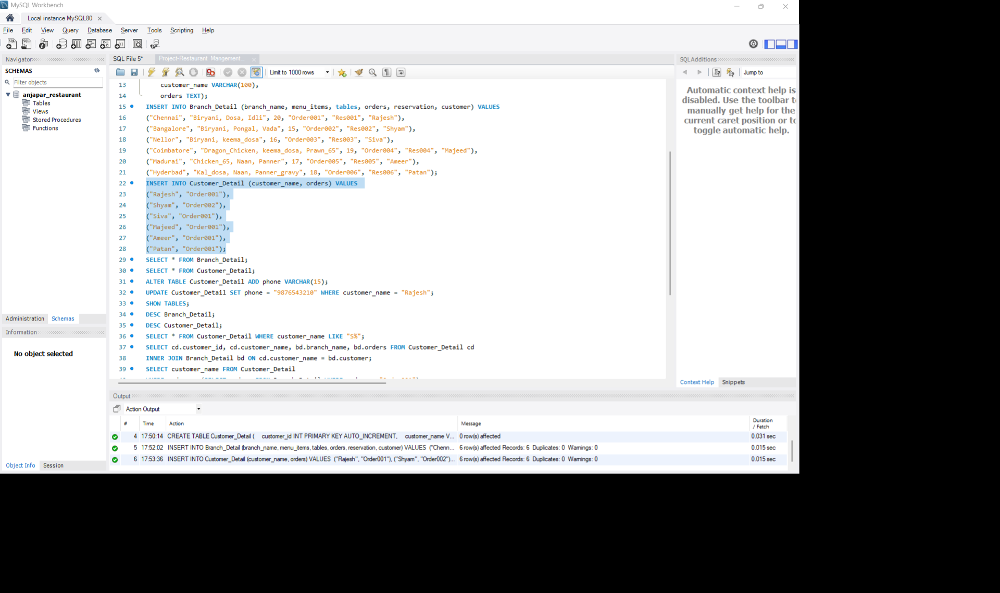 MySQL Workbench
Local instance MySQL80
File Edit View Query Database Server Tools Scripting Help
Navigator
SCHEMAS
Filter objects
anjapar_restaurant
Tables
Views
Stored Procedures
Functions
Administration Schemas
Information
No object selected
Object Info Session
SQL File 5* Project-Restaurant Mangement...
Limit to 1000 rows
13 customer_name VARCHAR(100),
14 orders TEXT);
15 INSERT INTO Branch_Detail (branch_name, menu_items, tables, orders, reservation, customer) VALUES
16 ("Chennai", "Biryani, Dosa, Idli", 20, "Order001", "Res001", "Rajesh"),
17 ("Bangalore", "Biryani, Pongal, Vada", 15, "Order002", "Res002", "Shyam"),
18 ("Nellor", "Biryani, keema_dosa", 16, "Order003", "Res003", "Siva"),
19 ("Coimbatore", "Dragon_Chicken, keema_dosa, Prawn_65", 19, "Order004", "Res004", "Majeed"),
20 ("Madurai", "Chicken_65, Naan, Panner", 17, "Order005", "Res005", "Ameer"),
21 ("Hyderbad", "Kal_dosa, Naan, Panner_gravy", 18, "Order006", "Res006", "Patan");
22 INSERT INTO Customer_Detail (customer_name, orders) VALUES
23 ("Rajesh", "Order001"),
24 ("Shyam", "Order002"),
25 ("Siva", "Order001"),
26 ("Majeed", "Order001"),
27 ("Ameer", "Order001"),
28 ("Patan", "Order001");
29 SELECT * FROM Branch_Detail;
30 SELECT * FROM Customer_Detail;
31 ALTER TABLE Customer_Detail ADD phone VARCHAR(15);
32 UPDATE Customer_Detail SET phone = "9876543210" WHERE customer_name = "Rajesh";
33 SHOW TABLES;
34 DESC Branch_Detail;
35 DESC Customer_Detail;
36 SELECT * FROM Customer_Detail WHERE customer_name LIKE "S%";
37 SELECT cd.customer_id, cd.customer_name, bd.branch_name, bd.orders FROM Customer_Detail cd
38 INNER JOIN Branch_Detail bd ON cd.customer_name = bd.customer;
39 SELECT customer_name FROM Customer_Detail
SQLAdditions
Jump to
Automatic context help is
disabled. Use the toolbar to
manually get help for the
current caret position or to
toggle automatic help.
Context Help Snippets
Output
Action Output
# Time Action Message Duration / Fetch
4 17:50:14 CREATE TABLE Customer_Detail ( customer_id INT PRIMARY KEY AUTO_INCREMENT, customer_name V... 0 row(s) affected 0.031 sec
5 17:52:02 INSERT INTO Branch_Detail (branch_name, menu_items, tables, orders, reservation, customer) VALUES ("Chenn... 6 row(s) affected Records: 6 Duplicates: 0 Warnings: 0 0.015 sec
6 17:53:36 INSERT INTO Customer_Detail (customer_name, orders) VALUES ("Rajesh", "Order001"), ("Shyam", "Order002")... 6 row(s) affected Records: 6 Duplicates: 0 Warnings: 0 0.015 sec